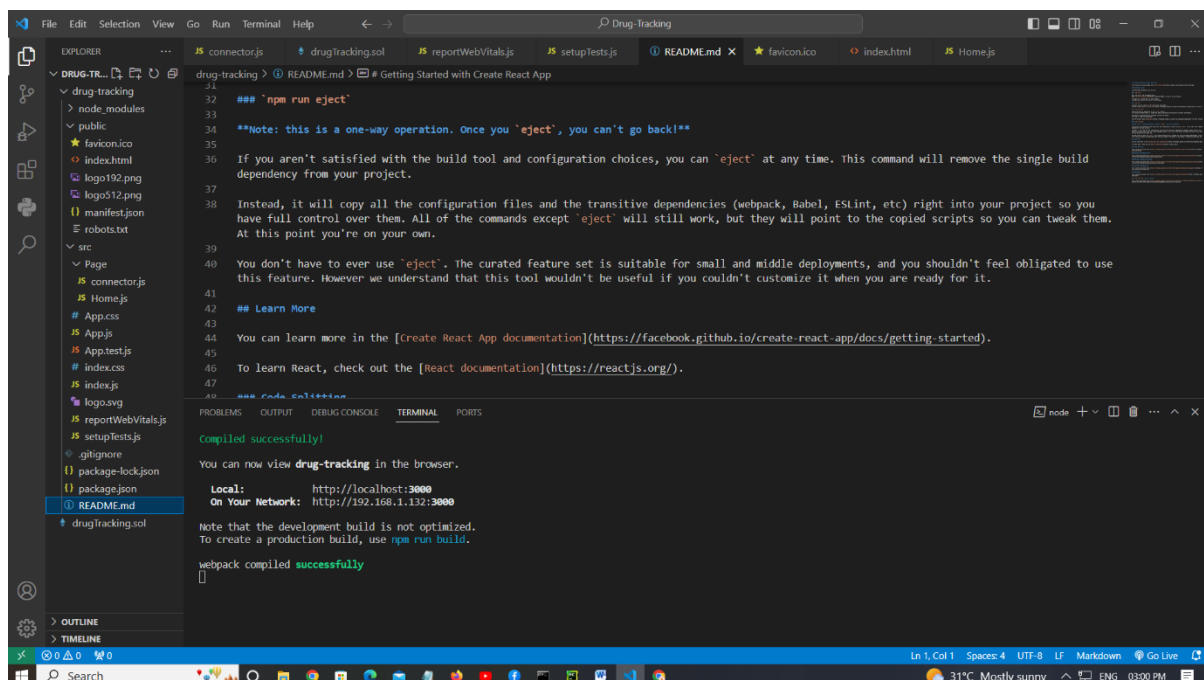 File Edit Selection View Go Run Terminal Help
Drug-Tracking
EXPLORER
JS connector.js drugTracking.sol JS reportWebVitals.js JS setupTests.js README.md favicon.ico <> index.html JS Home.js
DRUG-TR...
drug-tracking > README.md > # Getting Started with Create React App
drug-tracking
node_modules
public
favicon.ico
<> index.html
logo192.png
logo512.png
{} manifest.json
robots.txt
src
Page
JS connector.js
JS Home.js
# App.css
JS App.js
JS App.test.js
# index.css
JS index.js
logo.svg
JS reportWebVitals.js
JS setupTests.js
.gitignore
{} package-lock.json
{} package.json
README.md
drugTracking.sol
OUTLINE
TIMELINE
31
32 ### `npm run eject`
33
34 **Note: this is a one-way operation. Once you `eject`, you can't go back!**
35
36 If you aren't satisfied with the build tool and configuration choices, you can `eject` at any time. This command will remove the single build
dependency from your project.
37
38 Instead, it will copy all the configuration files and the transitive dependencies (webpack, Babel, ESLint, etc) right into your project so you
have full control over them. All of the commands except `eject` will still work, but they will point to the copied scripts so you can tweak them.
At this point you're on your own.
39
40 You don't have to ever use `eject`. The curated feature set is suitable for small and middle deployments, and you shouldn't feel obligated to use
this feature. However we understand that this tool wouldn't be useful if you couldn't customize it when you are ready for it.
41
42 ## Learn More
43
44 You can learn more in the [Create React App documentation](https://facebook.github.io/create-react-app/docs/getting-started).
45
46 To learn React, check out the [React documentation](https://reactjs.org/).
47
48 ### Code Splitting
PROBLEMS OUTPUT DEBUG CONSOLE TERMINAL PORTS
node
Compiled successfully!
You can now view drug-tracking in the browser.
Local: http://localhost:3000
On Your Network: http://192.168.1.132:3000
Note that the development build is not optimized.
To create a production build, use npm run build.
webpack compiled successfully
0 0 0
Ln 1, Col 1 Spaces: 4 UTF-8 LF Markdown Go Live
Search
31°C Mostly sunny ENG 03:00 PM